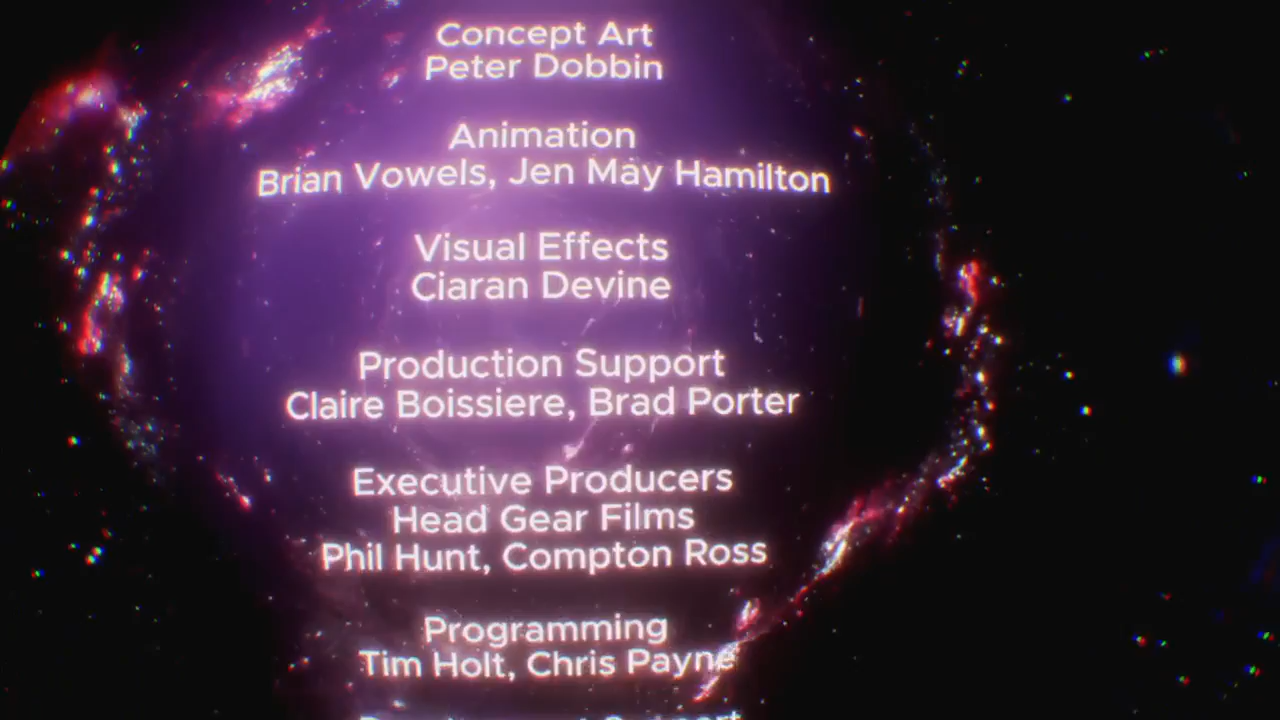 Concept Art
Peter Dobbin
Animation
Brian Vowels, Jen May Hamilton
Visual Effects
Ciaran Devine
Production Support
Claire Boissiere, Brad Porter
Executive Producers
Head Gear Films
Phil Hunt, Compton Ross
Programming
Tim Holt, Chris Payne
Support